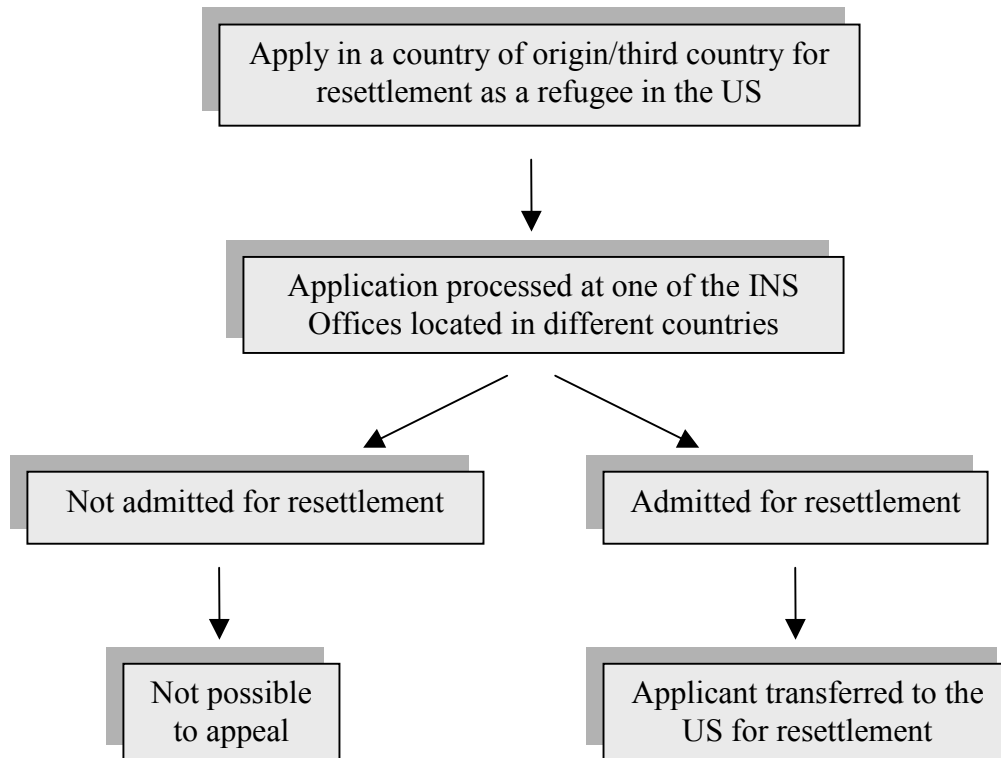 Apply in a country of origin/third country for
resettlement as a refugee in the US
Application processed at one of the INS
Offices located in different countries
Not admitted for resettlement
Admitted for resettlement
Not possible
to appeal
Applicant transferred to the
US for resettlement